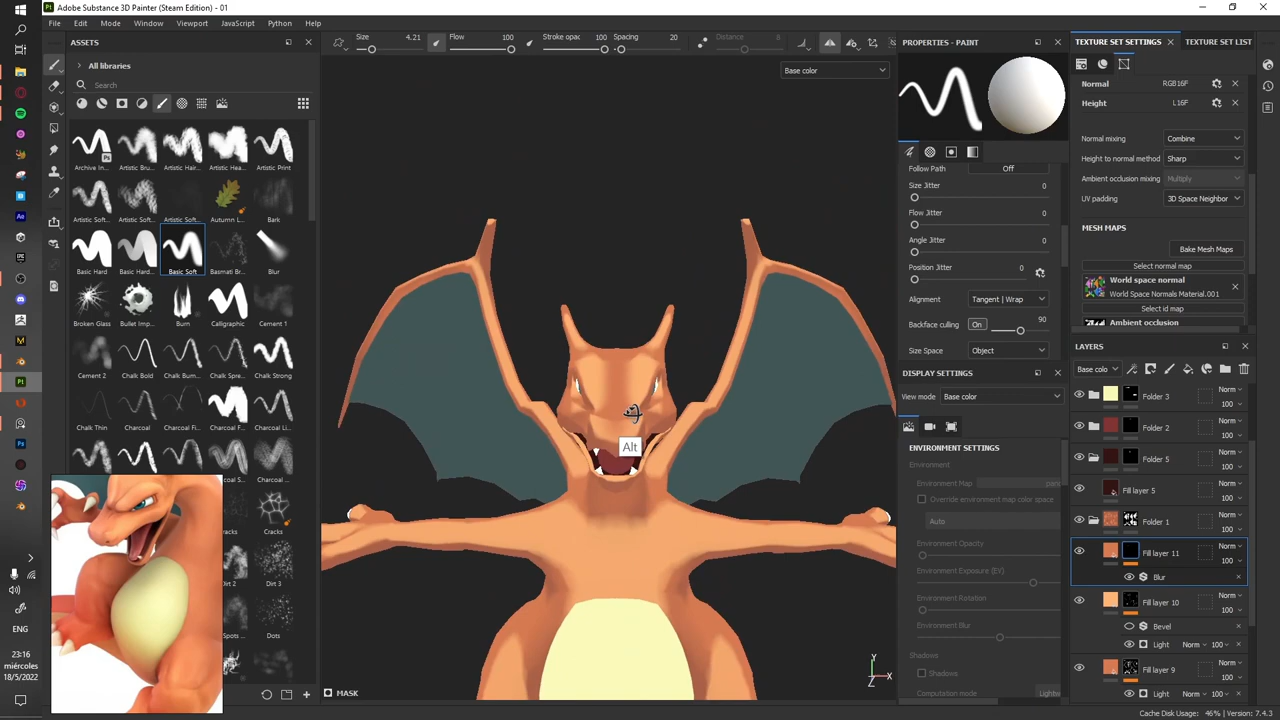 Adobe Substance 3D Painter (Steam Edition) - 01
File Edit Mode Window Viewport JavaScript Python Help
ASSETS
All libraries
Search
Archive In... Artistic Bru... Artistic Hair... Artistic Hea... Artistic Print
Artistic Soft... Artistic Sof... Artistic Soft... Autumn L... Bark
Basic Hard Basic Hard... Basic Soft Basmati Br... Blur
Broken Glass Bullet Imp... Burn Calligraphic Cement 1
Cement 2 Chalk Bold Chalk Bum... Chalk Spre... Chalk Strong
Chalk Thin Charcoal Charcoal Fi... Charcoal M... Charcoal N...
Cracks
Dirt 2 Dirt 3
Spots ... Dots
Size 4.21 Flow 100 Stroke opac 100 Spacing 20 Distance 8
Base color
Alt
MASK
Y
X
Z
PROPERTIES - PAINT
Follow Path Off
Size Jitter 0
Flow Jitter 0
Angle Jitter 0
Position Jitter 0
Alignment Tangent | Wrap
Backface culling On 90
Size Space Object
DISPLAY SETTINGS
View mode Base color
ENVIRONMENT SETTINGS
Environment
Environment Map pano
Override environment map color space
Auto
Environment Opacity
Environment Exposure (EV)
Environment Rotation
Environment Blur
Shadows
Shadows
Computation mode Lightw
TEXTURE SET SETTINGS TEXTURE SET LIST
Normal RGB16F
Height L16F
Normal mixing Combine
Height to normal method Sharp
Ambient occlusion mixing Multiply
UV padding 3D Space Neighbor
MESH MAPS
Bake Mesh Maps
Select normal map
World space normal
World Space Normals Material.001
Select id map
Ambient occlusion
LAYERS
Base colo
Folder 3 Norm 100
Folder 2 Norm 100
Folder 5 Norm 100
Fill layer 5 Norm 100
Folder 1 Norm 100
Fill layer 11 Norm 100
Blur
Fill layer 10 Norm 100
Bevel
Light Norm 100
Fill layer 9 Norm 100
Light Norm 100
ENG
23:16
miércoles
18/5/2022
Cache Disk Usage: 46% | Version: 7.4.3